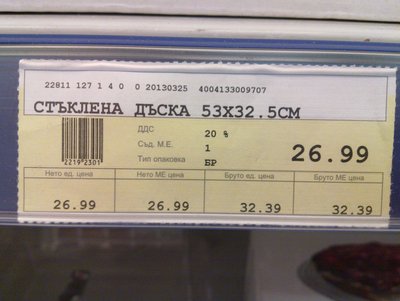 22811 127 1 4 0 0 20130325 4004133009707
СТЪКЛЕНА ДЪСКА 53X32.5СМ
ДДС 20 %
Съд. М.Е. 1
Тип опаковка БР
26.99
2219 2301
Нето ед. цена Нето МЕ цена Бруто ед. цена Бруто МЕ цена
26.99 26.99 32.39 32.39